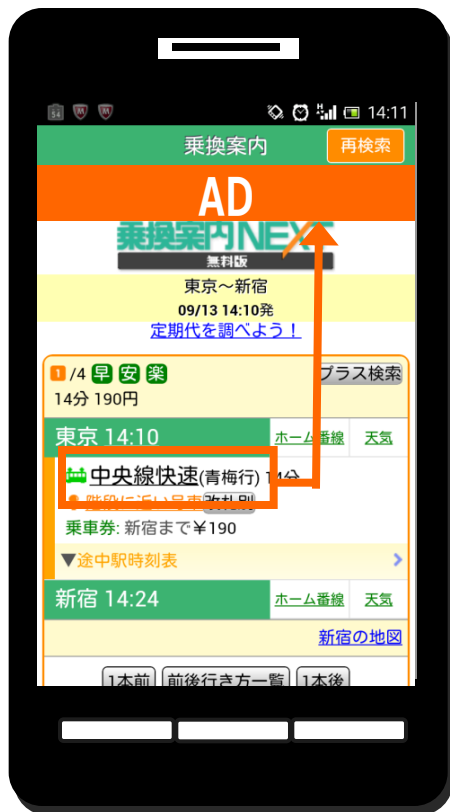 14:11
乗換案内
再検索
AD
乗換案内NEXT
無料版
東京～新宿
09/13 14:10発
定期代を調べよう！
1 /4 早 安 楽
プラス検索
14分 190円
東京 14:10 ホーム番線 天気
中央線快速(青梅行) 14分
階段に近い号車 改札別
乗車券: 新宿まで￥190
▼途中駅時刻表
新宿 14:24 ホーム番線 天気
新宿の地図
1本前 前後行き方一覧 1本後